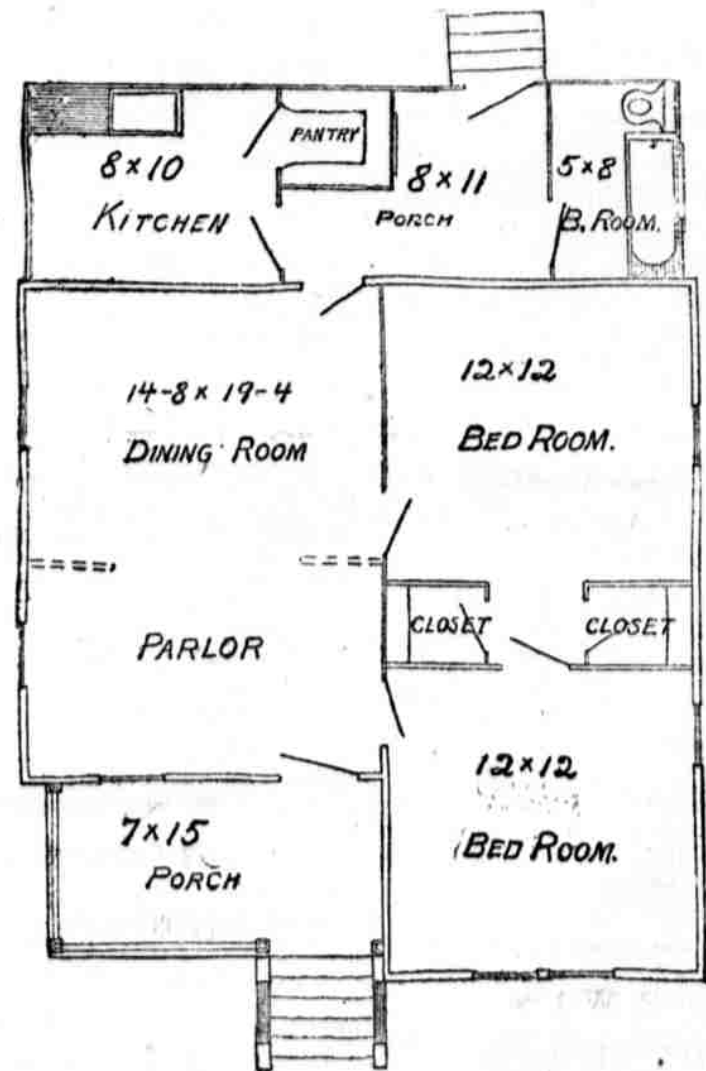 PANTRY
8 x 10
KITCHEN
8 x 11
PORCH
5 x 8
B. ROOM.
14-8 x 19-4
DINING ROOM
12 x 12
BED ROOM.
CLOSET
CLOSET
PARLOR
12 x 12
BED ROOM.
7 x 15
PORCH